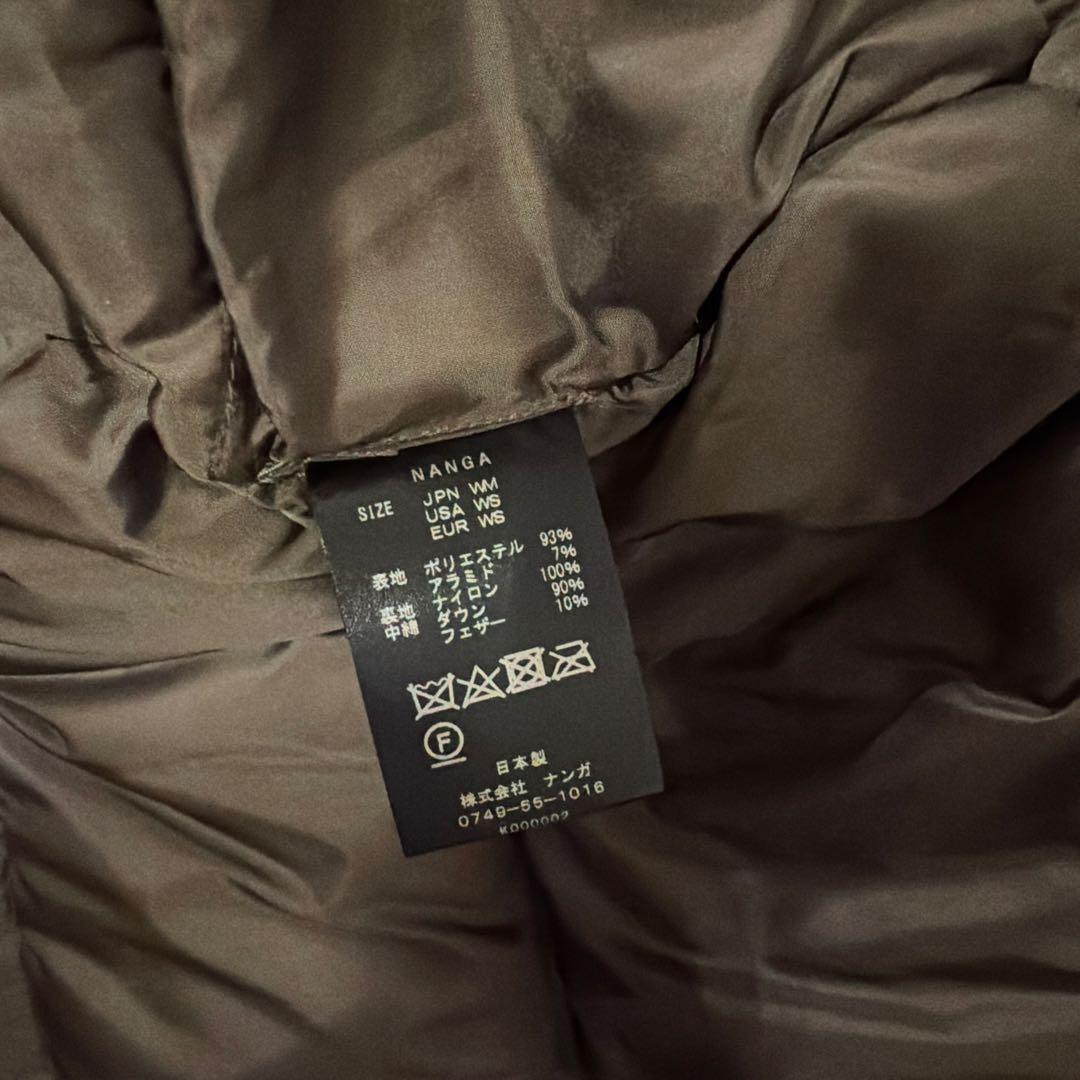 NANGA
SIZE JPN WM
USA WS
EUR WS
表地 ポリエステル 93%
アラミド 7%
裏地 ナイロン 100%
中綿 ダウン 90%
フェザー 10%
F
日本製
株式会社 ナンガ
0749-55-1016
K000002